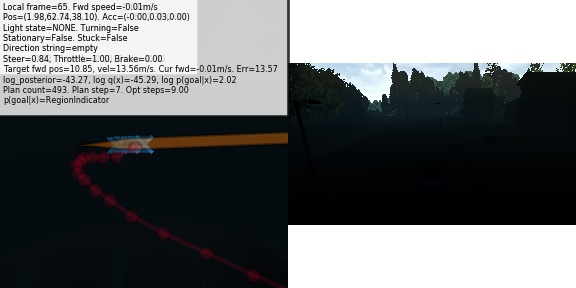 Local frame=65. Fwd speed=-0.01m/s
Pos=(1.98,62.74,38.10). Acc=(-0.00,0.03,0.00)
Light state=NONE. Turning=False
Stationary=False. Stuck=False
Direction string=empty
Steer=0.84, Throttle=1.00, Brake=0.00
Target fwd pos=10.85, vel=13.56m/s. Cur fwd=-0.01m/s. Err=13.57
log_posterior=-43.27, log q(x)=-45.29, log p(goal|x)=2.02
Plan count=493. Plan step=7. Opt steps=9.00
p(goal|x)=RegionIndicator